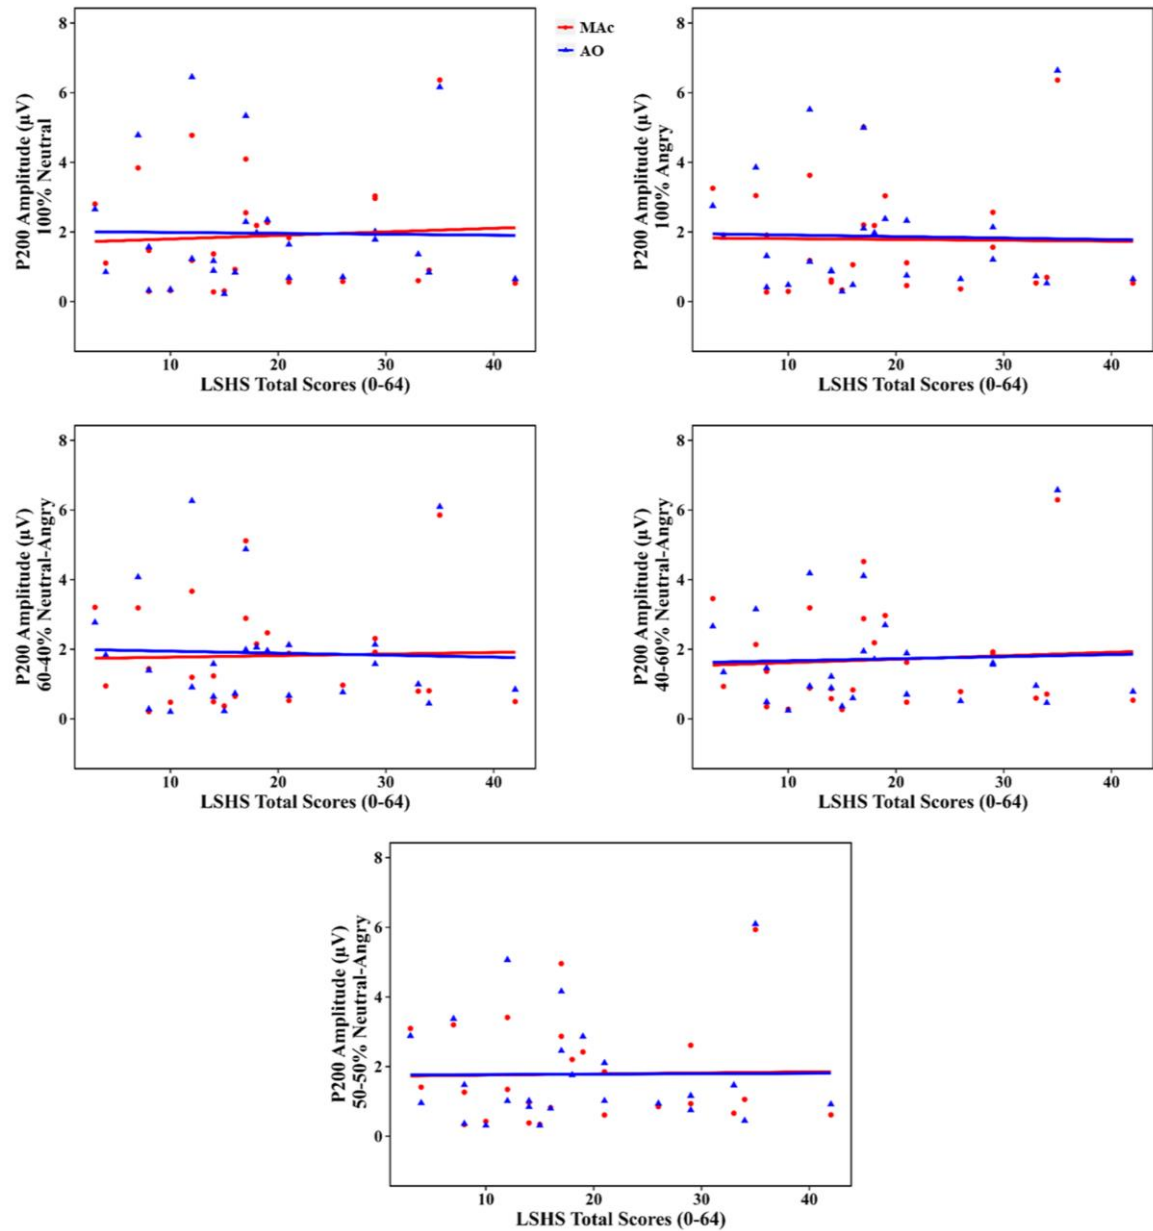 MAc
AO
P200 Amplitude (µV)
100% Neutral
8
6
4
2
0
10 20 30 40
LSHS Total Scores (0-64)
P200 Amplitude (µV)
100% Angry
8
6
4
2
0
10 20 30 40
LSHS Total Scores (0-64)
P200 Amplitude (µV)
60-40% Neutral-Angry
8
6
4
2
0
10 20 30 40
LSHS Total Scores (0-64)
P200 Amplitude (µV)
40-60% Neutral-Angry
8
6
4
2
0
10 20 30 40
LSHS Total Scores (0-64)
P200 Amplitude (µV)
50-50% Neutral-Angry
8
6
4
2
0
10 20 30 40
LSHS Total Scores (0-64)